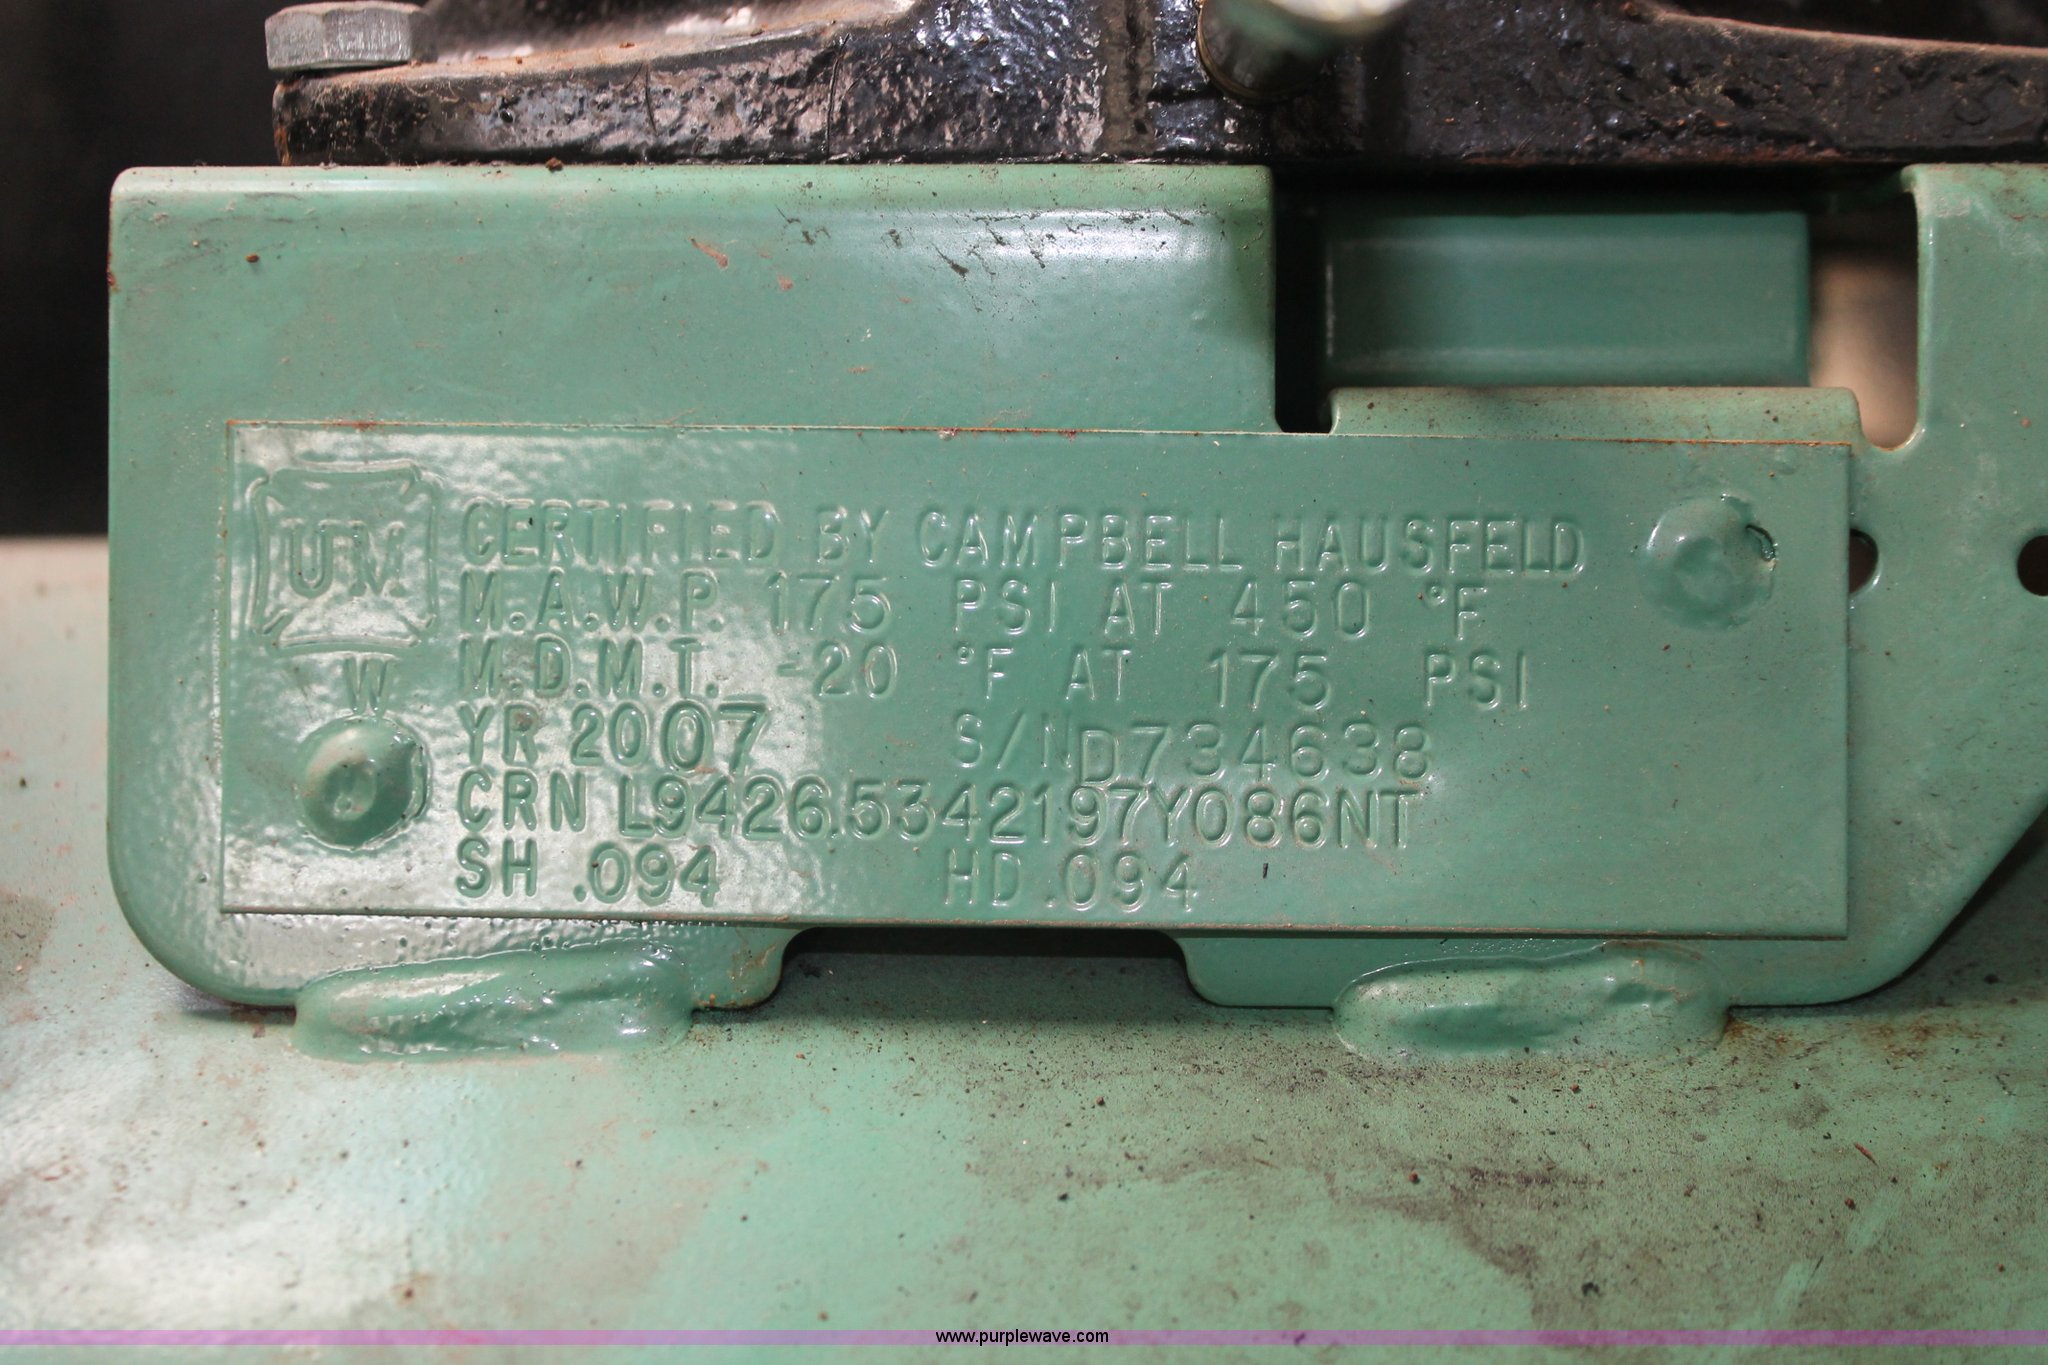 UM
W
CERTIFIED BY CAMPBELL HAUSFELD
M.A.W.P. 175 PSI AT 450 °F
M.D.M.T. -20 °F AT 175 PSI
YR 2007 S/N D734638
CRN L9426.5342197Y086NT
SH .094 HD .094
www.purplewave.com